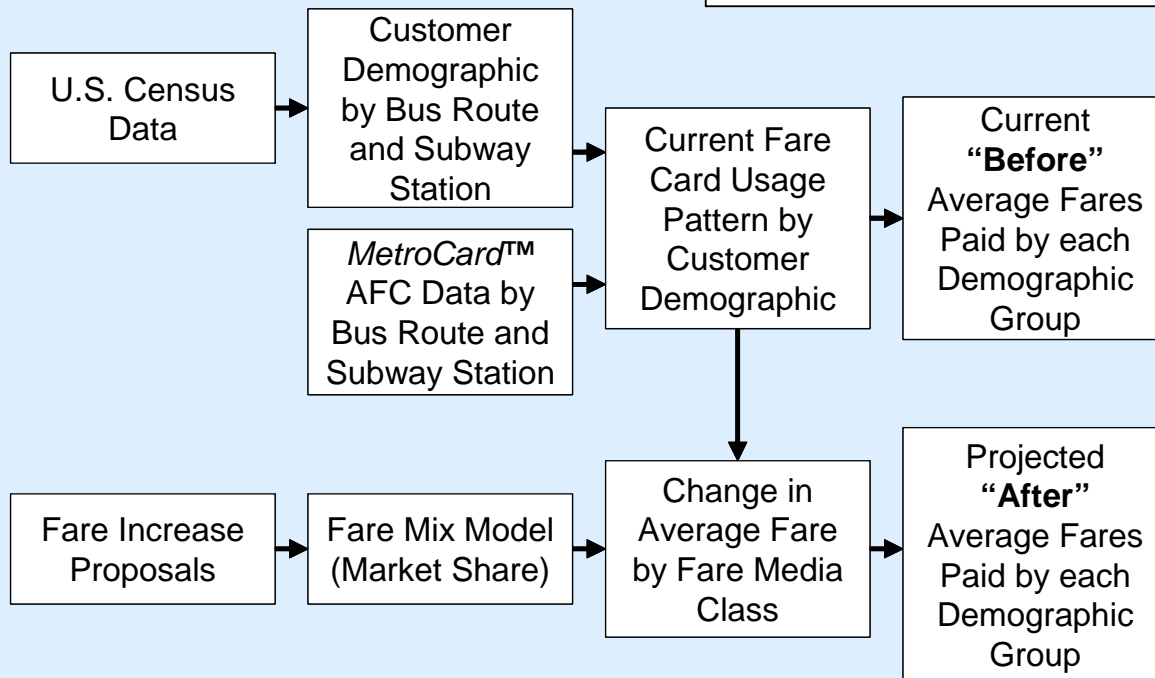 U.S. Census
Data
Customer
Demographic
by Bus Route
and Subway
Station
MetroCard™
AFC Data by
Bus Route and
Subway Station
Current Fare
Card Usage
Pattern by
Customer
Demographic
Current
“Before”
Average Fares
Paid by each
Demographic
Group
Fare Increase
Proposals
Fare Mix Model
(Market Share)
Change in
Average Fare
by Fare Media
Class
Projected
“After”
Average Fares
Paid by each
Demographic
Group